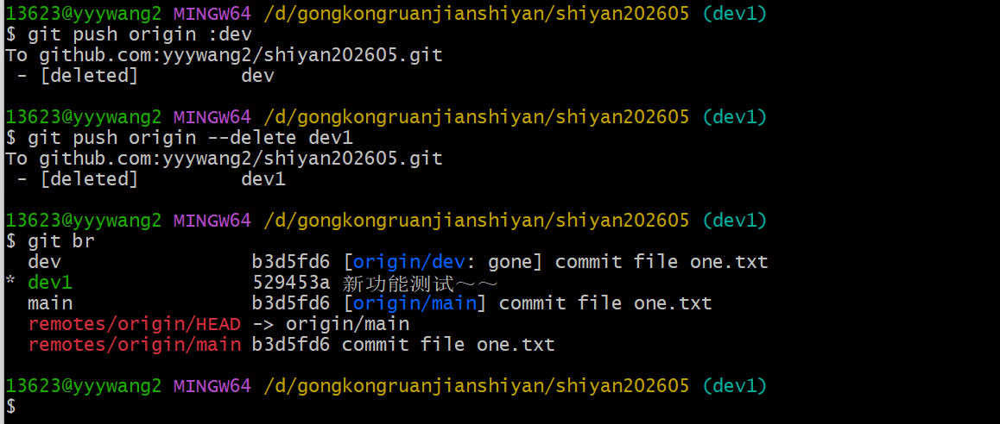 13623@yyywang2 MINGW64 /d/gongkongruanjianshiyan/shiyan202605 (dev1)
$ git push origin :dev
To github.com:yyywang2/shiyan202605.git
 - [deleted]         dev
13623@yyywang2 MINGW64 /d/gongkongruanjianshiyan/shiyan202605 (dev1)
$ git push origin --delete dev1
To github.com:yyywang2/shiyan202605.git
 - [deleted]         dev1
13623@yyywang2 MINGW64 /d/gongkongruanjianshiyan/shiyan202605 (dev1)
$ git br
  dev                 b3d5fd6 [origin/dev: gone] commit file one.txt
* dev1                529453a 新功能测试~~
  main                b3d5fd6 [origin/main] commit file one.txt
  remotes/origin/HEAD -> origin/main
  remotes/origin/main b3d5fd6 commit file one.txt
13623@yyywang2 MINGW64 /d/gongkongruanjianshiyan/shiyan202605 (dev1)
$